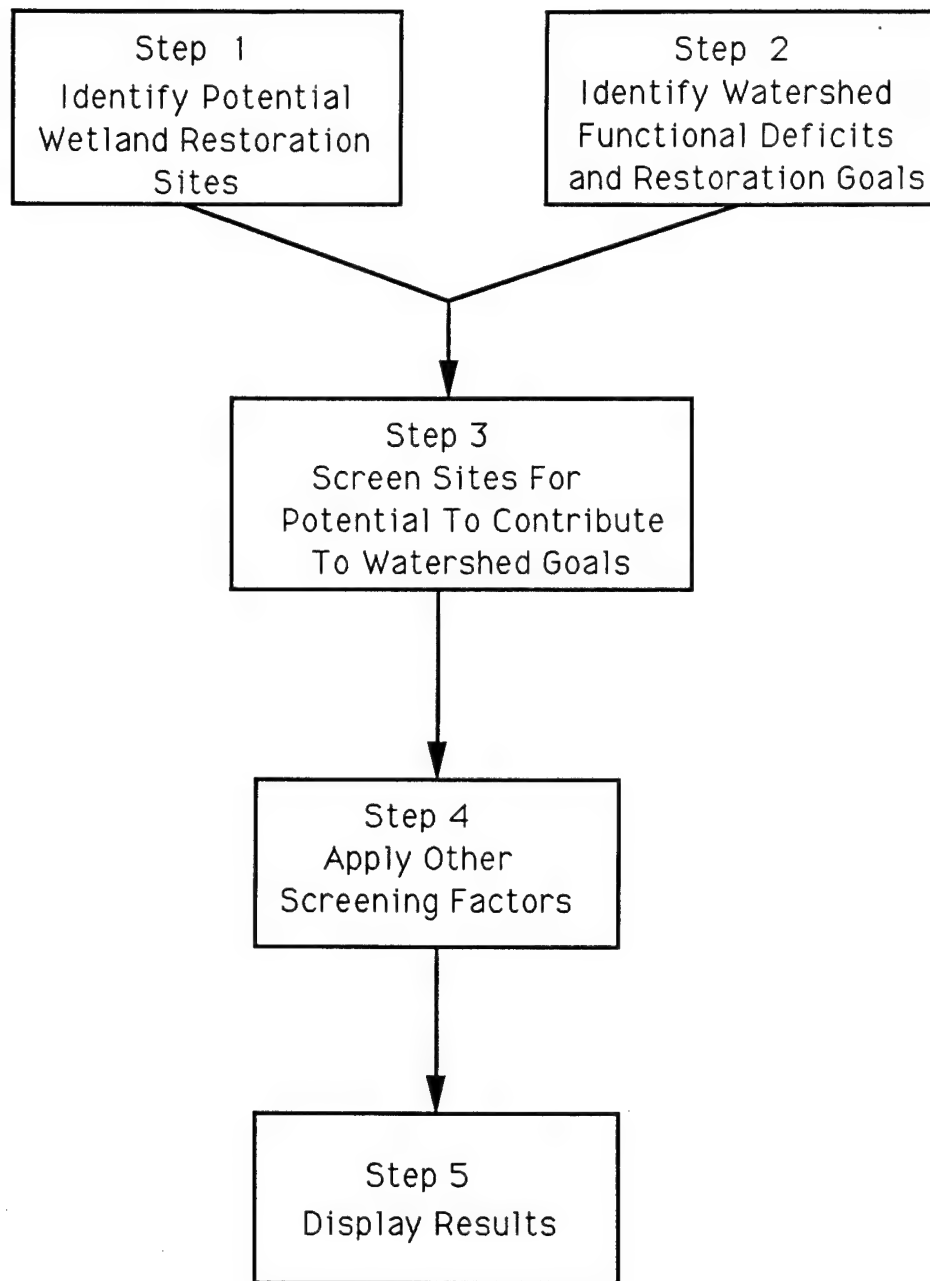 Step 1
Identify Potential
Wetland Restoration
Sites
Step 2
Identify Watershed
Functional Deficits
and Restoration Goals
Step 3
Screen Sites For
Potential To Contribute
To Watershed Goals
Step 4
Apply Other
Screening Factors
Step 5
Display Results